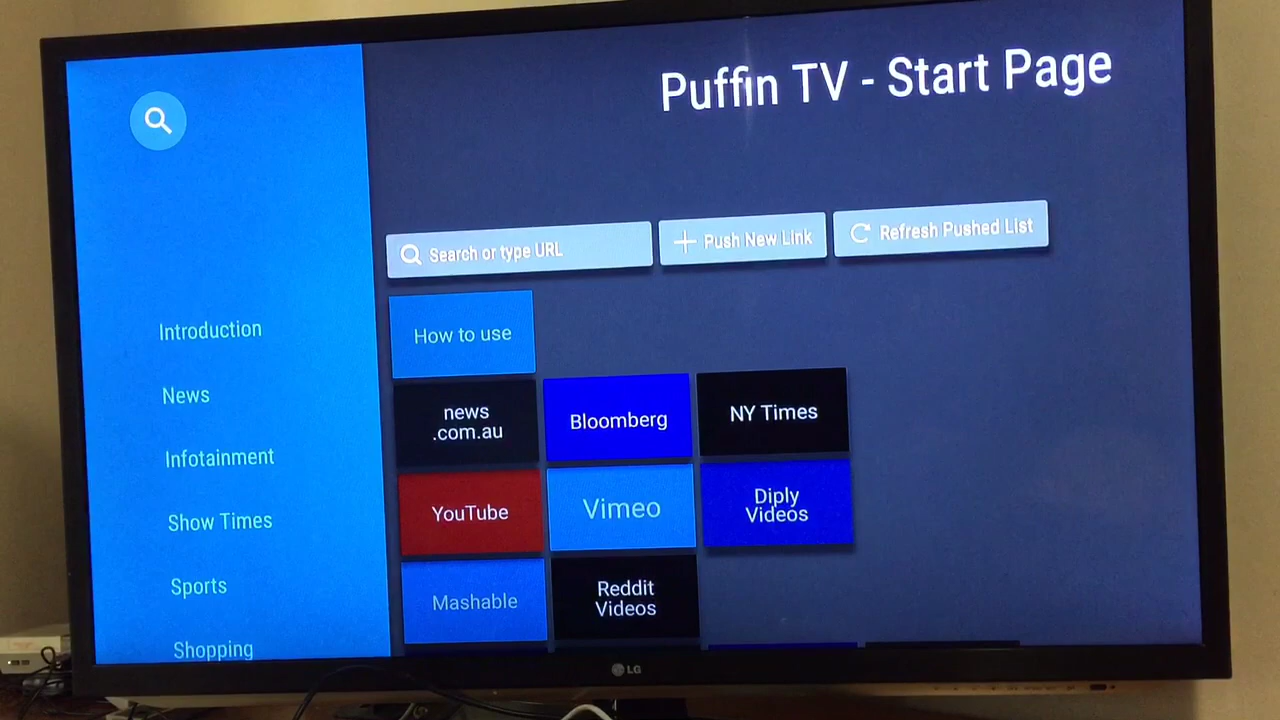 Puffin TV - Start Page
Search or type URL
Push New Link
Refresh Pushed List
Introduction
News
Infotainment
Show Times
Sports
Shopping
How to use
news
.com.au
Bloomberg
NY Times
YouTube
Vimeo
Diply
Videos
Mashable
Reddit
Videos
LG